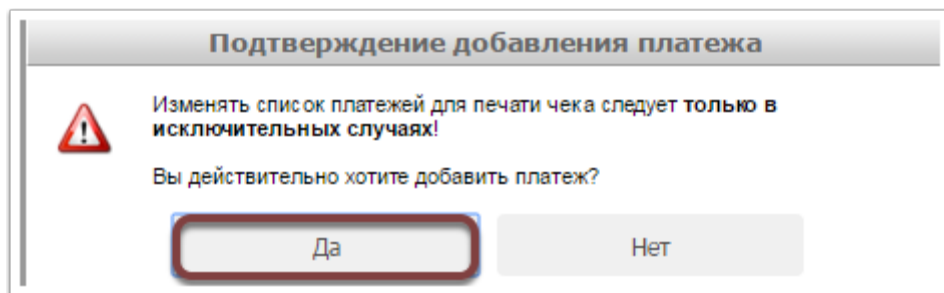 Подтверждение добавления платежа
Изменять список платежей для печати чека следует только в
исключительных случаях!
Вы действительно хотите добавить платеж?
Да
Нет